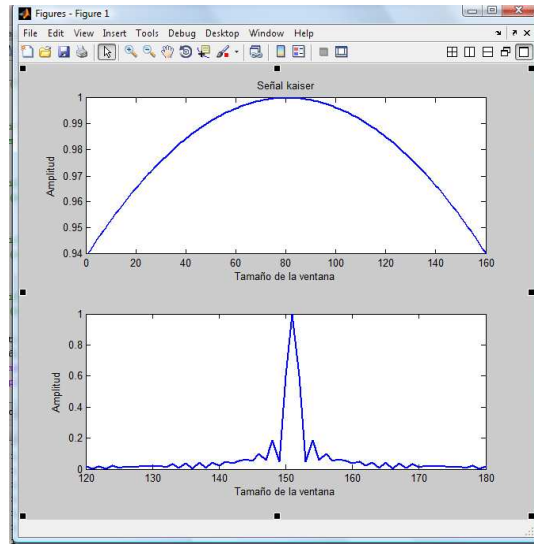 Figures - Figure 1
File Edit View Insert Tools Debug Desktop Window Help
Señal kaiser
1
0.99
0.98
0.97
0.96
0.95
0.94
Amplitud
0 20 40 60 80 100 120 140 160
Tamaño de la ventana
1
0.8
0.6
0.4
0.2
0
Amplitud
120 130 140 150 160 170 180
Tamaño de la ventana